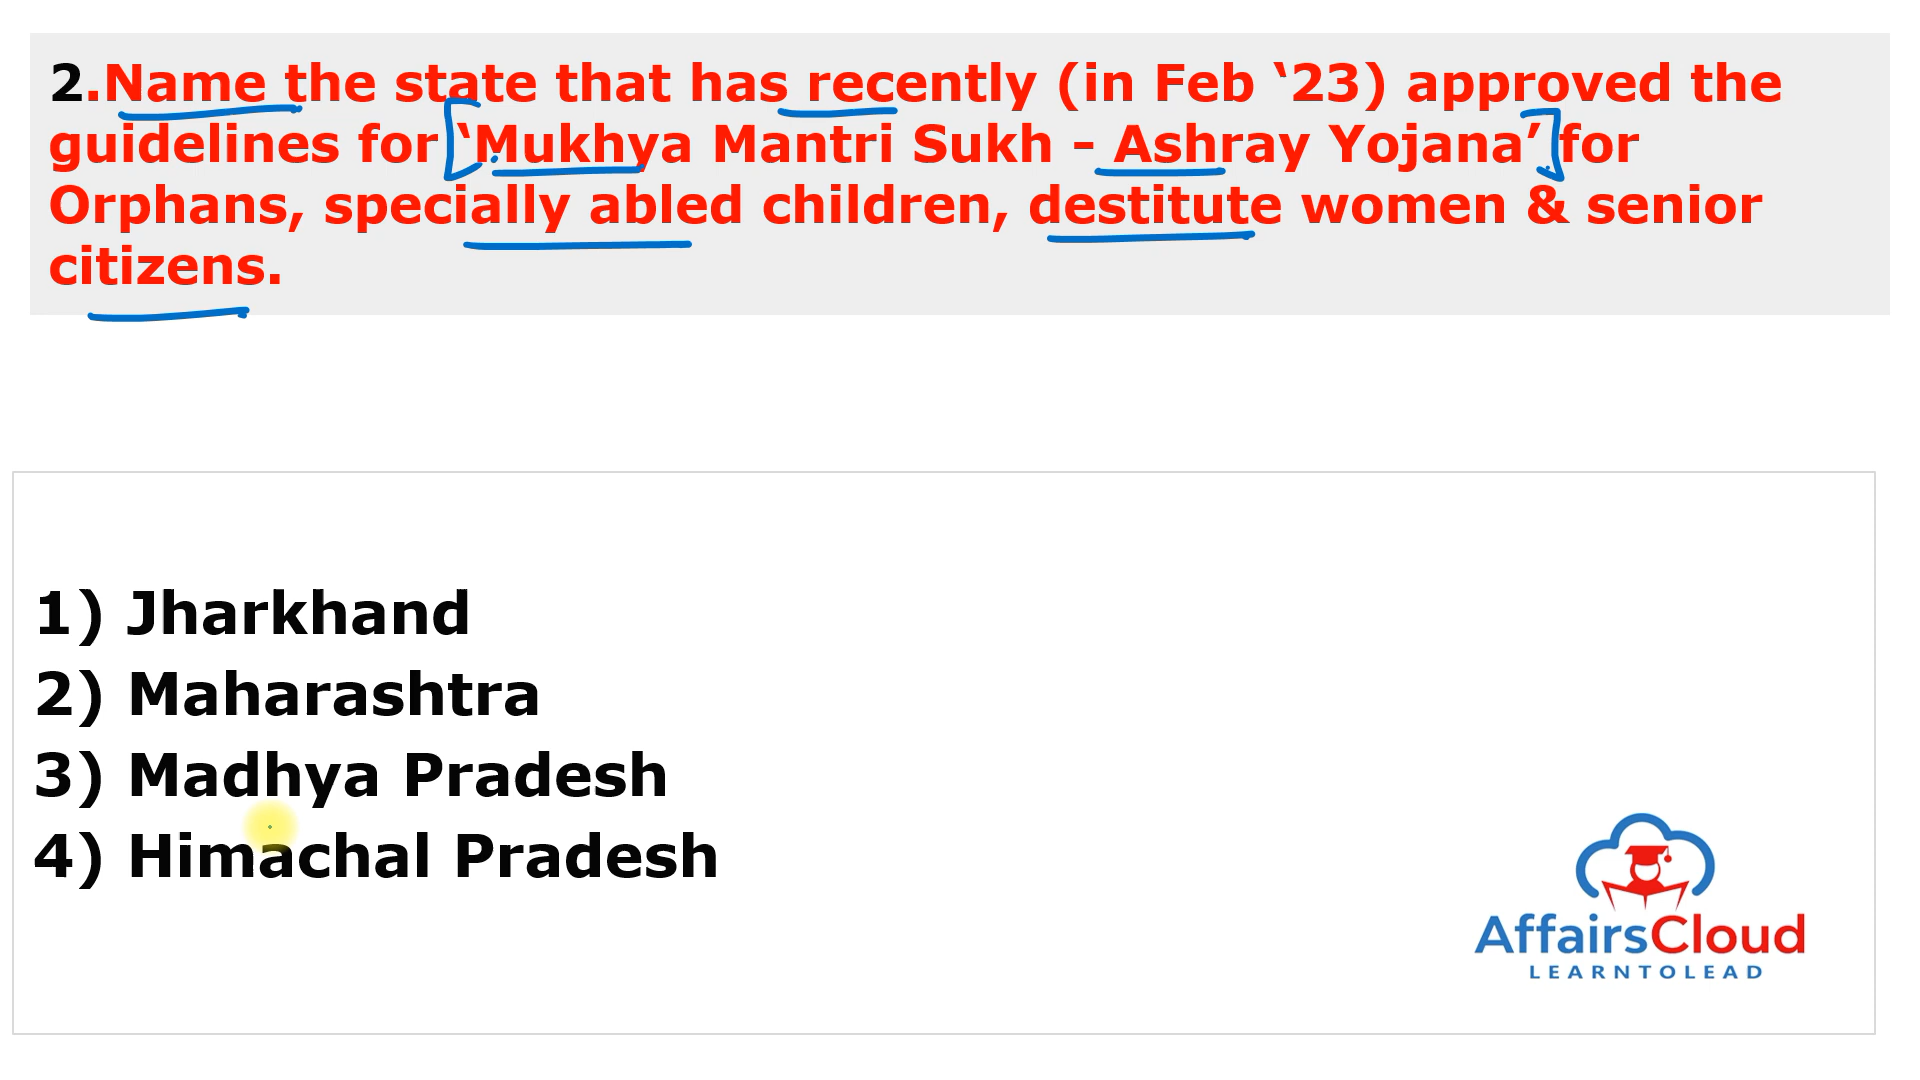 2.Name the state that has recently (in Feb ‘23) approved the
guidelines for ‘Mukhya Mantri Sukh – Ashray Yojana’ for
Orphans, specially abled children, destitute women & senior
citizens.
1) Jharkhand
2) Maharashtra
3) Madhya Pradesh
4) Himachal Pradesh
AffairsCloud
LEARNTOLEAD